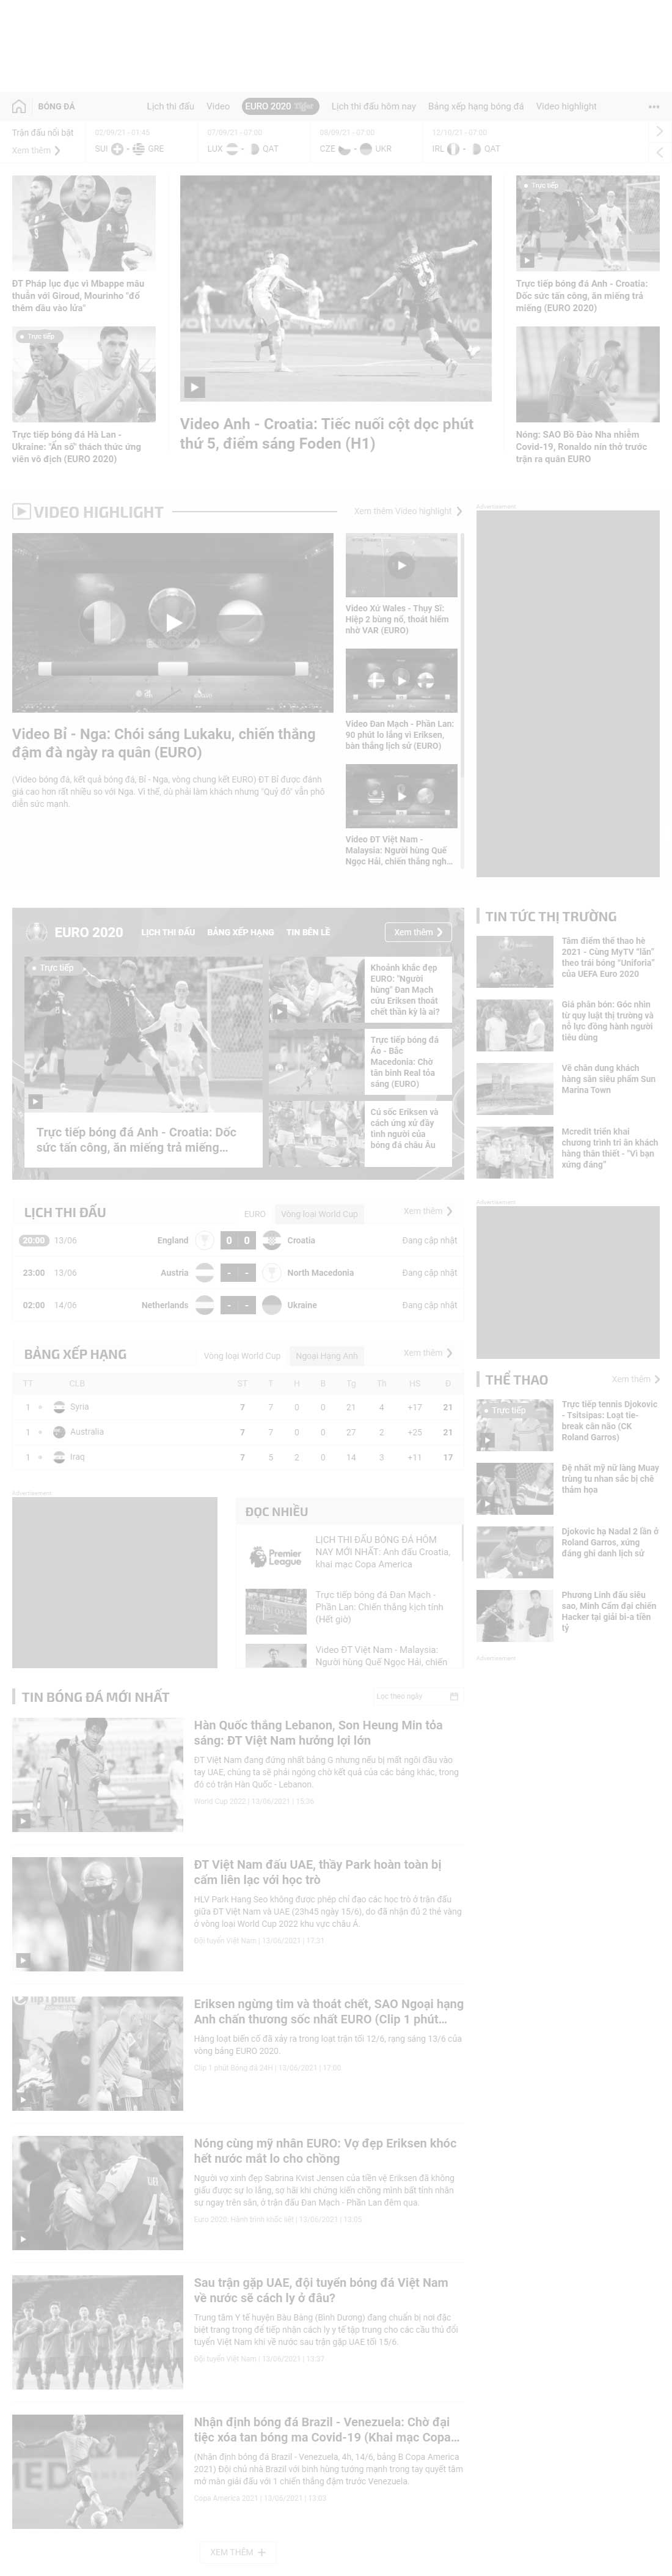 BÓNG ĐÁ
Lịch thi đấu
Video
EURO 2020
Lịch thi đấu hôm nay
Bảng xếp hạng bóng đá
Video highlight
Trận đấu nổi bật
Xem thêm
02/09/21 - 01:45
SUI - GRE
07/09/21 - 07:00
LUX - QAT
08/09/21 - 07:00
CZE - UKR
12/10/21 - 07:00
IRL - QAT
ĐT Pháp lục đục vì Mbappe mâu
thuẫn với Giroud, Mourinho "đổ
thêm dầu vào lửa"
Trực tiếp
Trực tiếp bóng đá Hà Lan -
Ukraine: "Ẩn số" thách thức ứng
viên vô địch (EURO 2020)
Video Anh - Croatia: Tiếc nuối cột dọc phút
thứ 5, điểm sáng Foden (H1)
Trực tiếp
Trực tiếp bóng đá Anh - Croatia:
Dốc sức tấn công, ăn miếng trả
miếng (EURO 2020)
Nóng: SAO Bồ Đào Nha nhiễm
Covid-19, Ronaldo nín thở trước
trận ra quân EURO
VIDEO HIGHLIGHT
Xem thêm Video highlight
Video Bỉ - Nga: Chói sáng Lukaku, chiến thắng
đậm đà ngày ra quân (EURO)
(Video bóng đá, kết quả bóng đá, Bỉ - Nga, vòng chung kết EURO) ĐT Bỉ được đánh
giá cao hơn rất nhiều so với Nga. Vì thế, dù phải làm khách nhưng "Quỷ đỏ" vẫn phô
diễn sức mạnh.
Video Xứ Wales - Thụy Sĩ:
Hiệp 2 bùng nổ, thoát hiểm
nhờ VAR (EURO)
Video Đan Mạch - Phần Lan:
90 phút lo lắng vì Eriksen,
bàn thắng lịch sử (EURO)
Video ĐT Việt Nam -
Malaysia: Người hùng Quế
Ngọc Hải, chiến thắng ngh...
Advertisement
EURO 2020
LỊCH THI ĐẤU
BẢNG XẾP HẠNG
TIN BÊN LỀ
Xem thêm
Trực tiếp
Trực tiếp bóng đá Anh - Croatia: Dốc
sức tấn công, ăn miếng trả miếng...
Khoảnh khắc đẹp
EURO: "Người
hùng" Đan Mạch
cứu Eriksen thoát
chết thần kỳ là ai?
Trực tiếp bóng đá
Áo - Bắc
Macedonia: Chờ
tân binh Real tỏa
sáng (EURO)
Cú sốc Eriksen và
cách ứng xử đầy
tình người của
bóng đá châu Âu
TIN TỨC THỊ TRƯỜNG
Tâm điểm thể thao hè
2021 - Cùng MyTV “lăn”
theo trái bóng “Uniforia”
của UEFA Euro 2020
Giá phân bón: Góc nhìn
từ quy luật thị trường và
nỗ lực đồng hành người
tiêu dùng
Vẽ chân dung khách
hàng săn siêu phẩm Sun
Marina Town
Mcredit triển khai
chương trình tri ân khách
hàng thân thiết - “Vì bạn
xứng đáng”
Advertisement
LỊCH THI ĐẤU
EURO
Vòng loại World Cup
Xem thêm
20:00 13/06 England 0 0 Croatia Đang cập nhật
23:00 13/06 Austria - - North Macedonia Đang cập nhật
02:00 14/06 Netherlands - - Ukraine Đang cập nhật
BẢNG XẾP HẠNG
Vòng loại World Cup
Ngoại Hạng Anh
Xem thêm
TT CLB ST T H B Tg Th HS Đ
1 Syria 7 7 0 0 21 4 +17 21
1 Australia 7 7 0 0 27 2 +25 21
1 Iraq 7 5 2 0 14 3 +11 17
THỂ THAO
Xem thêm
Trực tiếp
Trực tiếp tennis Djokovic
- Tsitsipas: Loạt tie-
break cân não (CK
Roland Garros)
Đệ nhất mỹ nữ làng Muay
trùng tu nhan sắc bị chê
thảm họa
Djokovic hạ Nadal 2 lần ở
Roland Garros, xứng
đáng ghi danh lịch sử
Phương Linh đấu siêu
sao, Minh Cẩm đại chiến
Hacker tại giải bi-a tiền
tỷ
Advertisement
Advertisement
ĐỌC NHIỀU
Premier
League
LỊCH THI ĐẤU BÓNG ĐÁ HÔM
NAY MỚI NHẤT: Anh đấu Croatia,
khai mạc Copa America
Trực tiếp bóng đá Đan Mạch -
Phần Lan: Chiến thắng kịch tính
(Hết giờ)
Video ĐT Việt Nam - Malaysia:
Người hùng Quế Ngọc Hải, chiến
TIN BÓNG ĐÁ MỚI NHẤT
Lọc theo ngày
Hàn Quốc thắng Lebanon, Son Heung Min tỏa
sáng: ĐT Việt Nam hưởng lợi lớn
ĐT Việt Nam đang đứng nhất bảng G nhưng nếu bị mất ngôi đầu vào
tay UAE, chúng ta sẽ phải ngóng chờ kết quả của các bảng khác, trong
đó có trận Hàn Quốc - Lebanon.
World Cup 2022 | 13/06/2021 | 15:36
ĐT Việt Nam đấu UAE, thầy Park hoàn toàn bị
cấm liên lạc với học trò
HLV Park Hang Seo không được phép chỉ đạo các học trò ở trận đấu
giữa ĐT Việt Nam và UAE (23h45 ngày 15/6), do đã nhận đủ 2 thẻ vàng
ở vòng loại World Cup 2022 khu vực châu Á.
Đội tuyển Việt Nam | 13/06/2021 | 17:31
Eriksen ngừng tim và thoát chết, SAO Ngoại hạng
Anh chấn thương sốc nhất EURO (Clip 1 phút...
Hàng loạt biến cố đã xảy ra trong loạt trận tối 12/6, rạng sáng 13/6 của
vòng bảng EURO 2020.
Clip 1 phút Bóng đá 24H | 13/06/2021 | 17:00
Nóng cùng mỹ nhân EURO: Vợ đẹp Eriksen khóc
hết nước mắt lo cho chồng
Người vợ xinh đẹp Sabrina Kvist Jensen của tiền vệ Eriksen đã không
giấu được sự lo lắng, sợ hãi khi chứng kiến chồng mình bất tỉnh nhân
sự ngay trên sân, ở trận đấu Đan Mạch - Phần Lan đêm qua.
Euro 2020, Hành trình khốc liệt | 13/06/2021 | 13:05
Sau trận gặp UAE, đội tuyển bóng đá Việt Nam
về nước sẽ cách ly ở đâu?
Trung tâm Y tế huyện Bàu Bàng (Bình Dương) đang chuẩn bị nơi đặc
biệt trang trọng để tiếp nhận cách ly y tế tập trung cho các cầu thủ đội
tuyển Việt Nam khi về nước sau trận gặp UAE tối 15/6.
Đội tuyển Việt Nam | 13/06/2021 | 13:37
Nhận định bóng đá Brazil - Venezuela: Chờ đại
tiệc xóa tan bóng ma Covid-19 (Khai mạc Copa...
(Nhận định bóng đá Brazil - Venezuela, 4h, 14/6, bảng B Copa America
2021) Đội chủ nhà Brazil với binh hùng tướng mạnh trong tay quyết tâm
mở màn giải đấu với 1 chiến thắng đậm trước Venezuela.
Copa America 2021 | 13/06/2021 | 13:03
XEM THÊM